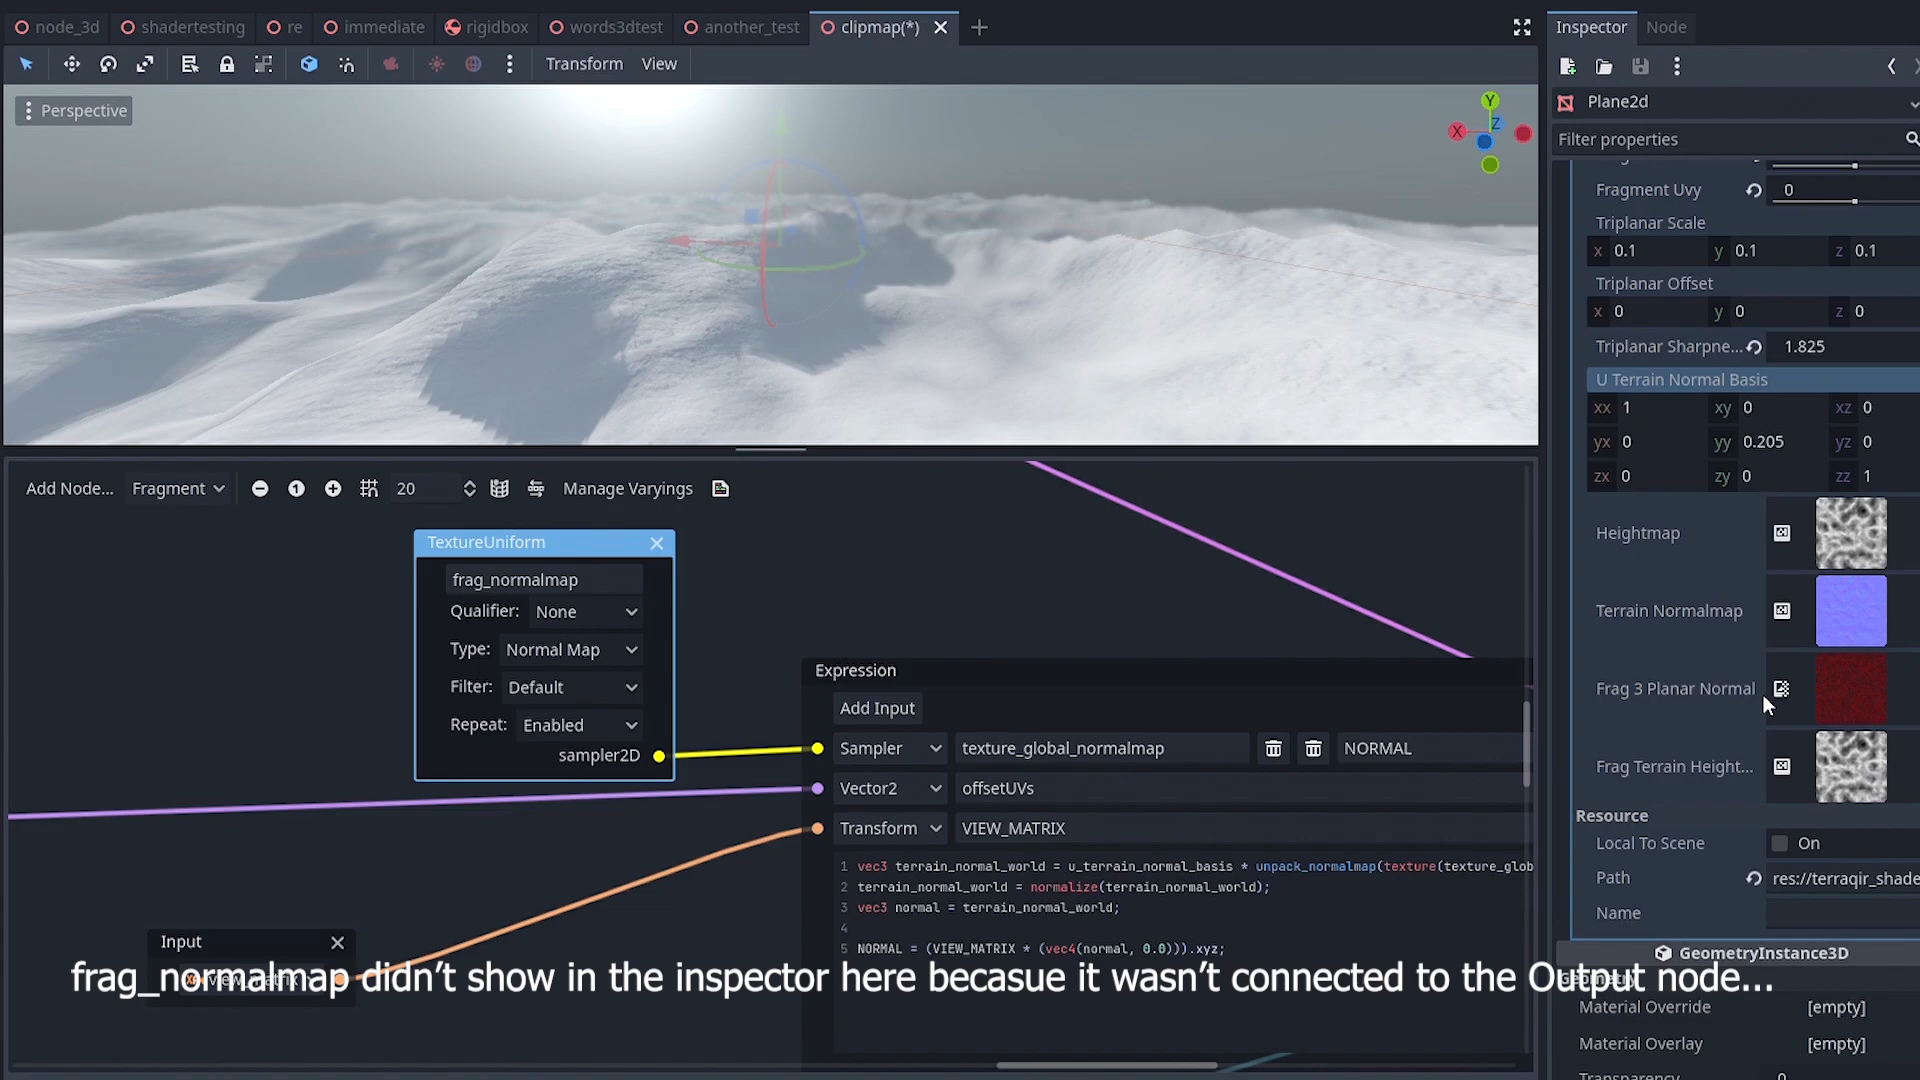 node_3d shadertesting re immediate rigidbox words3dtest another_test clipmap(*)
Inspector Node
Transform View
Perspective
Y
X
Z
Plane2d
Filter properties
Fragment Uvy 0
Triplanar Scale
x 0.1 y 0.1 z 0.1
Triplanar Offset
x 0 y 0 z 0
Triplanar Sharpne... 1.825
U Terrain Normal Basis
xx 1 xy 0 xz 0
yx 0 yy 0.205 yz 0
zx 0 zy 0 zz 1
Heightmap
Terrain Normalmap
Frag 3 Planar Normal
Frag Terrain Height...
Resource
Local To Scene On
Path res://terraqir_shade
Name
GeometryInstance3D
Material Override [empty]
Material Overlay [empty]
Add Node... Fragment 1 20 Manage Varyings
TextureUniform
frag_normalmap
Qualifier: None
Type: Normal Map
Filter: Default
Repeat: Enabled
sampler2D
Expression
Add Input
Sampler texture_global_normalmap NORMAL
Vector2 offsetUVs
Transform VIEW_MATRIX
1 vec3 terrain_normal_world = u_terrain_normal_basis * unpack_normalmap(texture(texture_glob
2 terrain_normal_world = normalize(terrain_normal_world);
3 vec3 normal = terrain_normal_world;
4
5 NORMAL = (VIEW_MATRIX * (vec4(normal, 0.0))).xyz;
Input
frag_normalmap didn't show in the inspector here becasue it wasn't connected to the Output node...